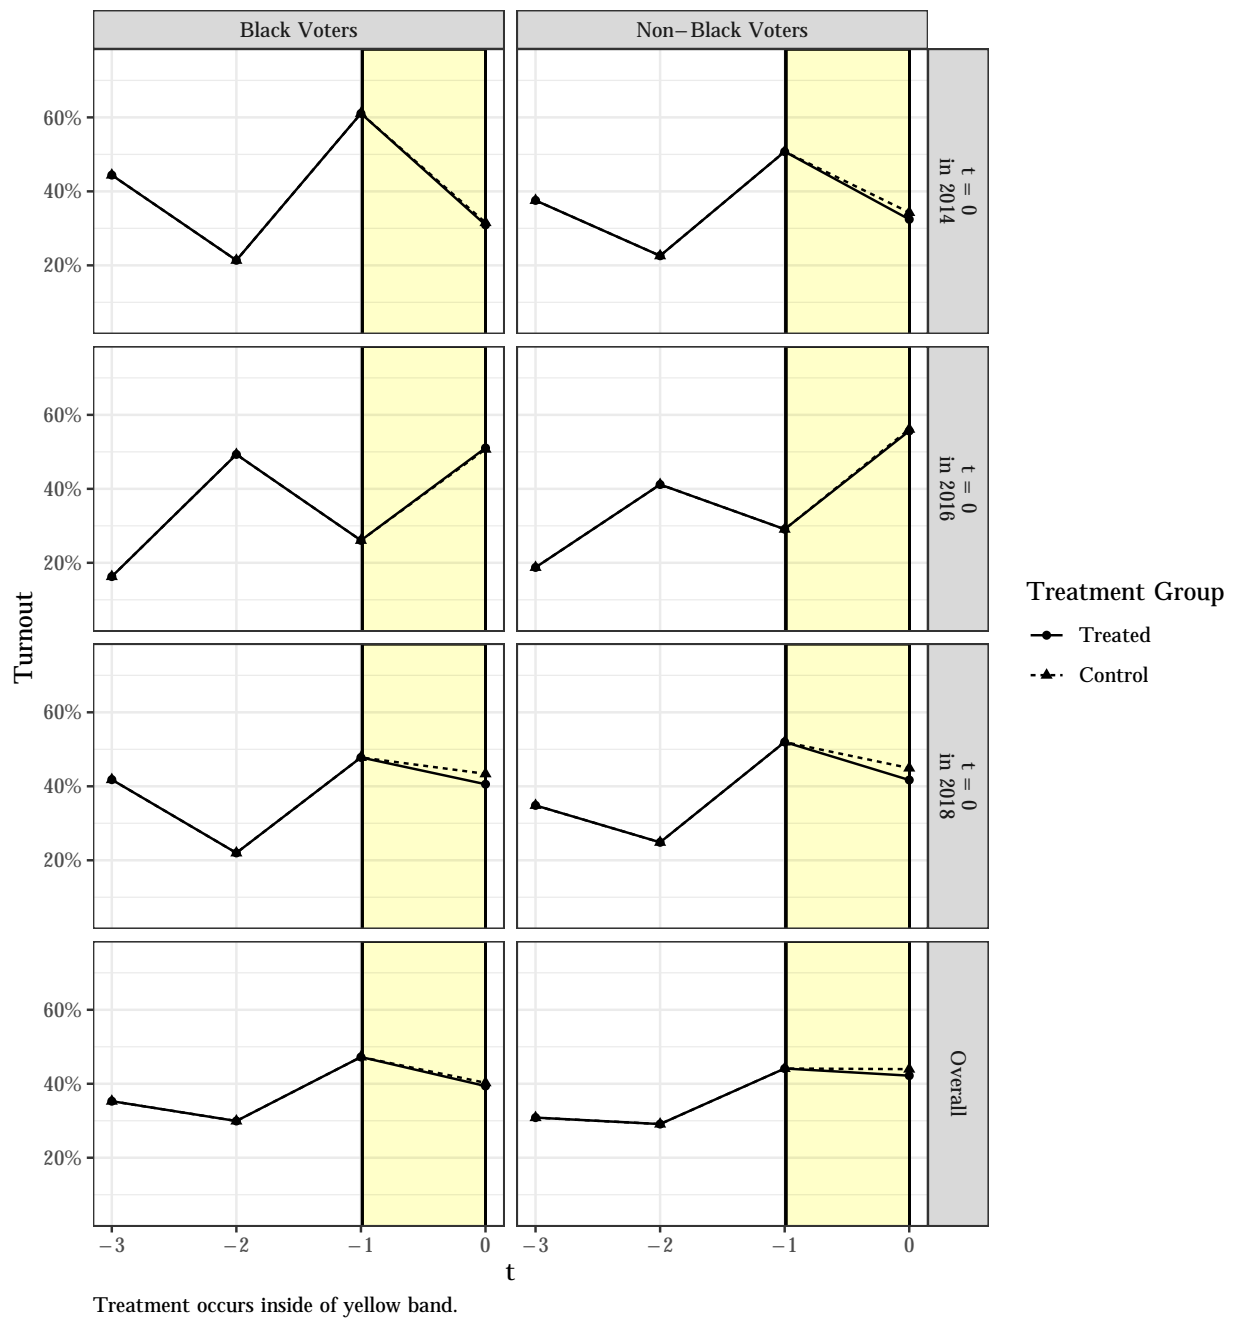 Black Voters
Non−Black Voters
60%
40%
20%
t = 0
in 2014
60%
40%
20%
t = 0
in 2016
60%
40%
20%
t = 0
in 2018
60%
40%
20%
Overall
Turnout
−3
−2
−1
0
−3
−2
−1
0
t
Treatment Group
Treated
Control
Treatment occurs inside of yellow band.